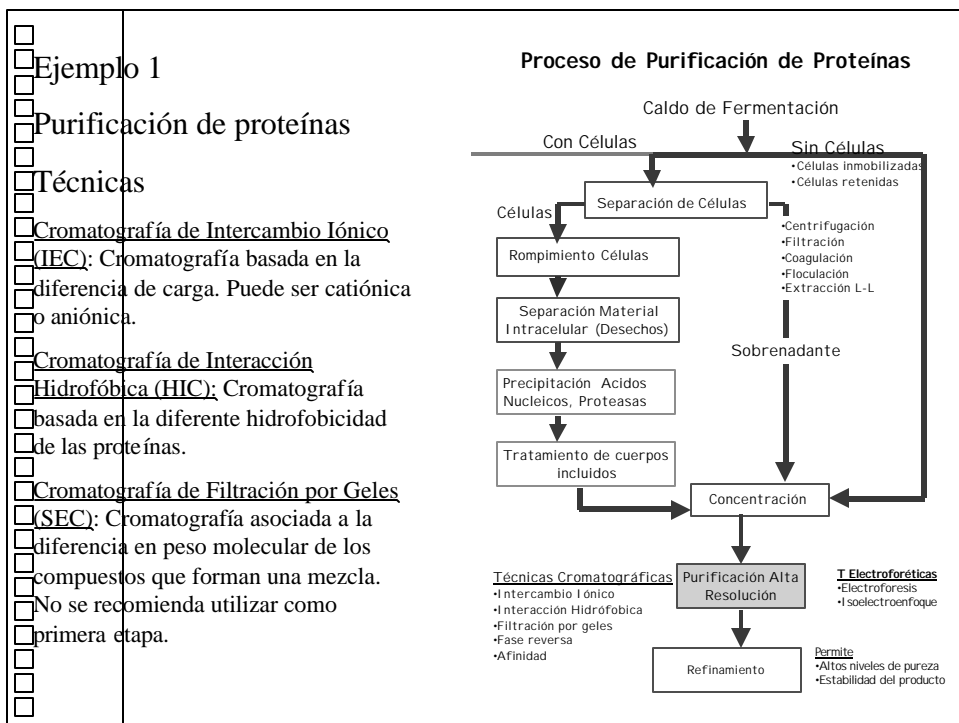 Ejemplo 1
Purificación de proteínas
Técnicas
Cromatografía de Intercambio Iónico
(IEC): Cromatografía basada en la
diferencia de carga. Puede ser catiónica
o aniónica.
Cromatografía de Interacción
Hidrofóbica (HIC): Cromatografía
basada en la diferente hidrofobicidad
de las proteínas.
Cromatografía de Filtración por Geles
(SEC): Cromatografía asociada a la
diferencia en peso molecular de los
compuestos que forman una mezcla.
No se recomienda utilizar como
primera etapa.
Proceso de Purificación de Proteínas
Caldo de Fermentación
Con Células
Sin Células
•Células inmobilizadas
•Células retenidas
Separación de Células
Células
•Centrifugación
•Filtración
•Coagulación
•Floculación
•Extracción L-L
Rompimiento Células
Separación Material
Intracelular (Desechos)
Sobrenadante
Precipitación Acidos
Nucleicos, Proteasas
Tratamiento de cuerpos
incluidos
Concentración
Técnicas Cromatográficas
•Intercambio Iónico
•Interacción Hidrófobica
•Filtración por geles
•Fase reversa
•Afinidad
Purificación Alta
Resolución
T Electroforéticas
•Electroforesis
•Isoelectroenfoque
Refinamiento
Permite
•Altos niveles de pureza
•Estabilidad del producto